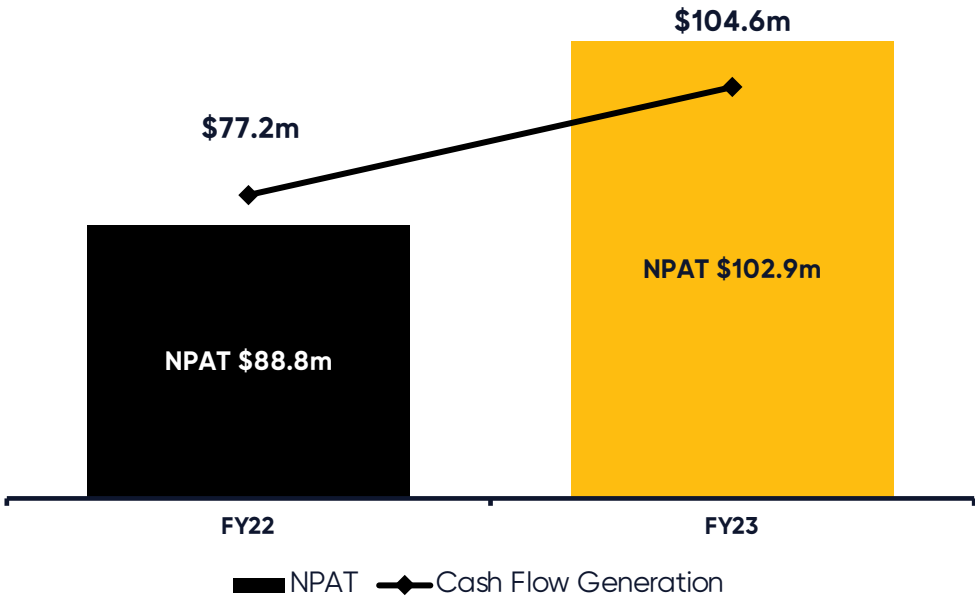 $104.6m
$77.2m
NPAT $102.9m
NPAT $88.8m
FY22 FY23
NPAT Cash Flow Generation